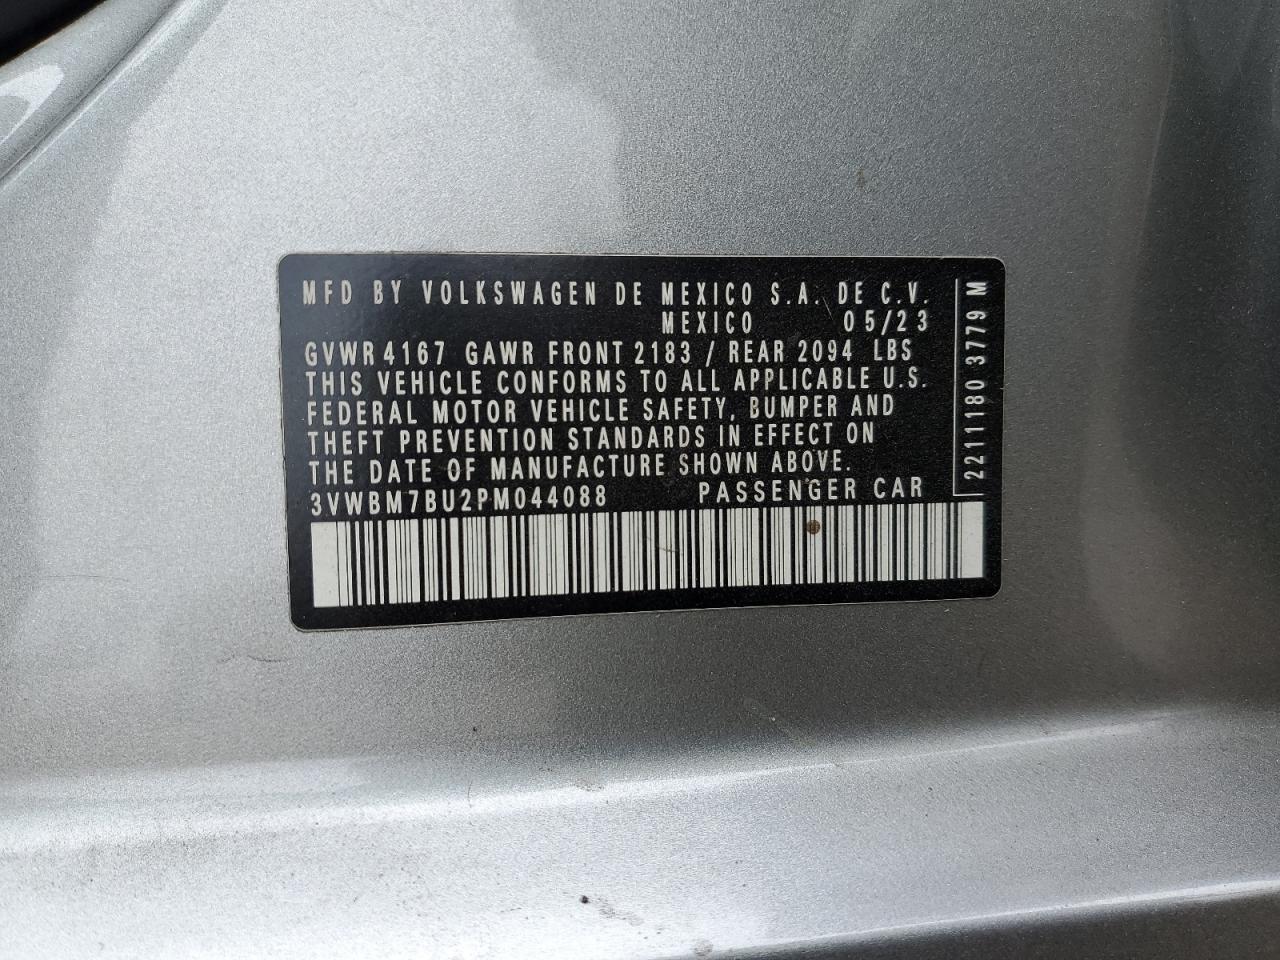 MFD BY VOLKSWAGEN DE MEXICO S.A. DE C.V.
MEXICO 05/23
GVWR 4167 GAWR FRONT 2183 / REAR 2094 LBS
THIS VEHICLE CONFORMS TO ALL APPLICABLE U.S.
FEDERAL MOTOR VEHICLE SAFETY, BUMPER AND
THEFT PREVENTION STANDARDS IN EFFECT ON
THE DATE OF MANUFACTURE SHOWN ABOVE.
3VWBM7BU2PM044088 PASSENGER CAR
2211180 3779 M